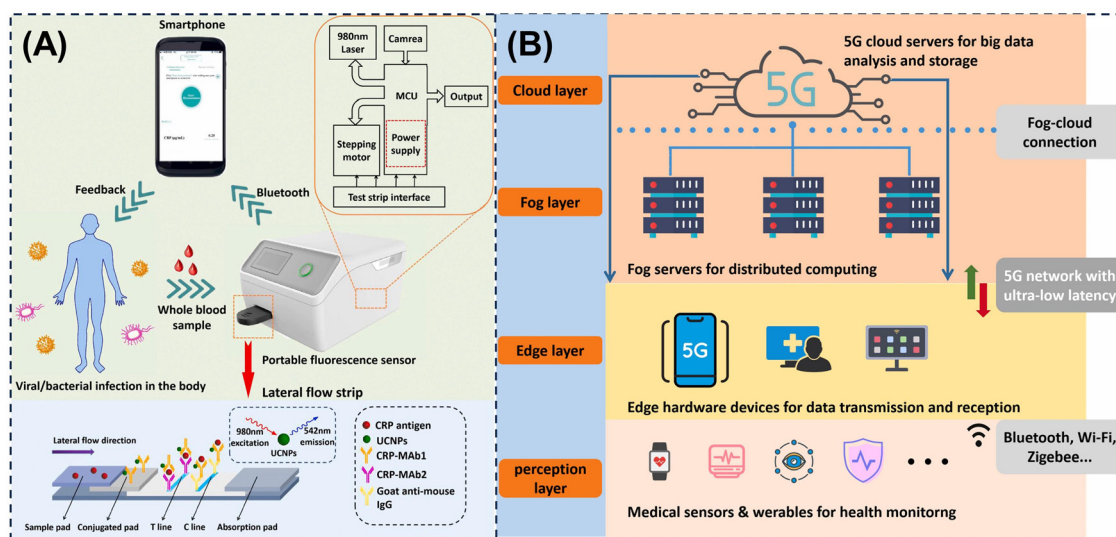 (A)
Smartphone
CRP (μg/mL)
Feedback
Bluetooth
980nm
Laser
Camrea
MCU
Output
Stepping
motor
Power
supply
Test strip interface
Whole blood
sample
Portable fluorescence sensor
Viral/bacterial infection in the body
Lateral flow strip
Lateral flow direction
980nm
excitation
542nm
emission
UCNPs
CRP antigen
UCNPs
CRP-MAb1
CRP-MAb2
Goat anti-mouse
IgG
Sample pad
Conjugated pad
T line
C line
Absorption pad
(B)
Cloud layer
5G cloud servers for big data
analysis and storage
5G
Fog-cloud
connection
Fog layer
Fog servers for distributed computing
5G network with
ultra-low latency
Edge layer
5G
Edge hardware devices for data transmission and reception
perception
layer
Bluetooth, Wi-Fi,
Zigebee...
Medical sensors & werables for health monitorng